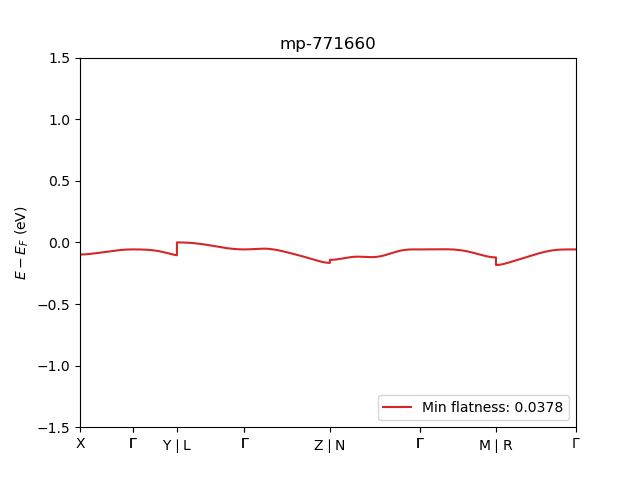 mp-771660
1.5
1.0
0.5
0.0
−0.5
−1.0
−1.5
E − E_F (eV)
Min flatness: 0.0378
X Γ Y | L Γ Z | N Γ M | R Γ